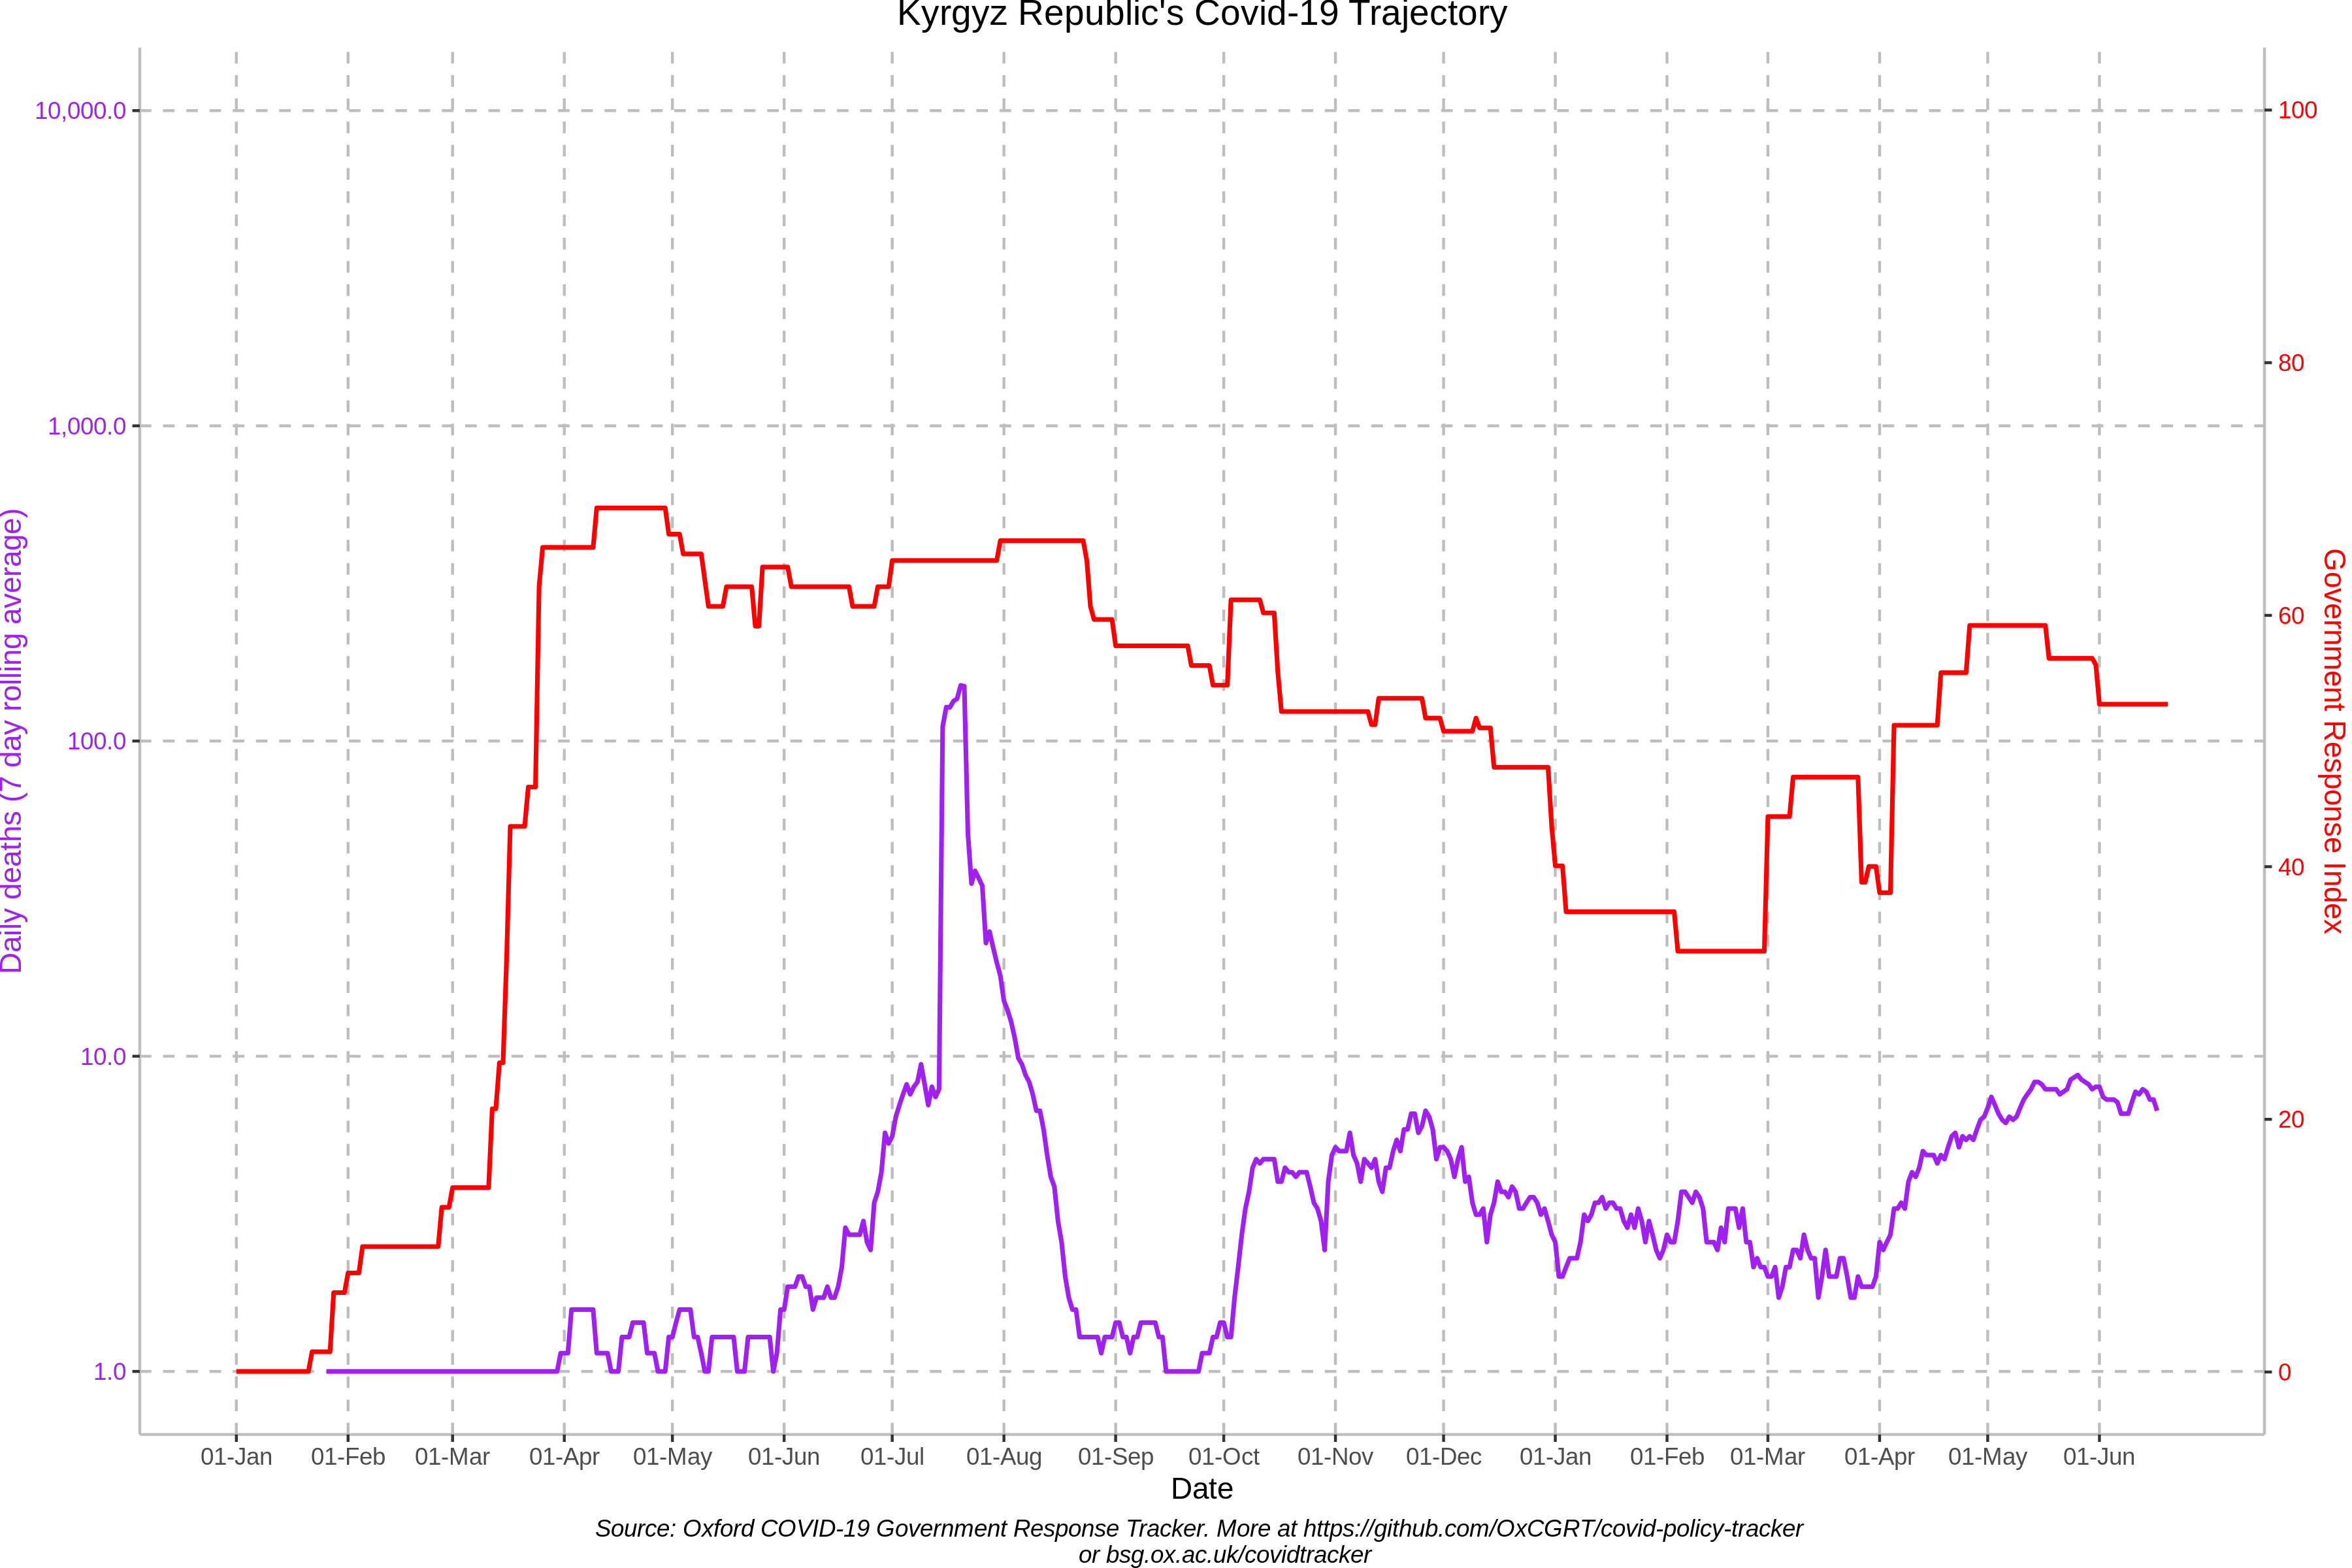 Kyrgyz Republic's Covid-19 Trajectory
10,000.0
1,000.0
100.0
10.0
1.0
Daily deaths (7 day rolling average)
100
80
60
40
20
0
Government Response Index
01-Jan 01-Feb 01-Mar 01-Apr 01-May 01-Jun 01-Jul 01-Aug 01-Sep 01-Oct 01-Nov 01-Dec 01-Jan 01-Feb 01-Mar 01-Apr 01-May 01-Jun
Date
Source: Oxford COVID-19 Government Response Tracker. More at https://github.com/OxCGRT/covid-policy-tracker
or bsg.ox.ac.uk/covidtracker